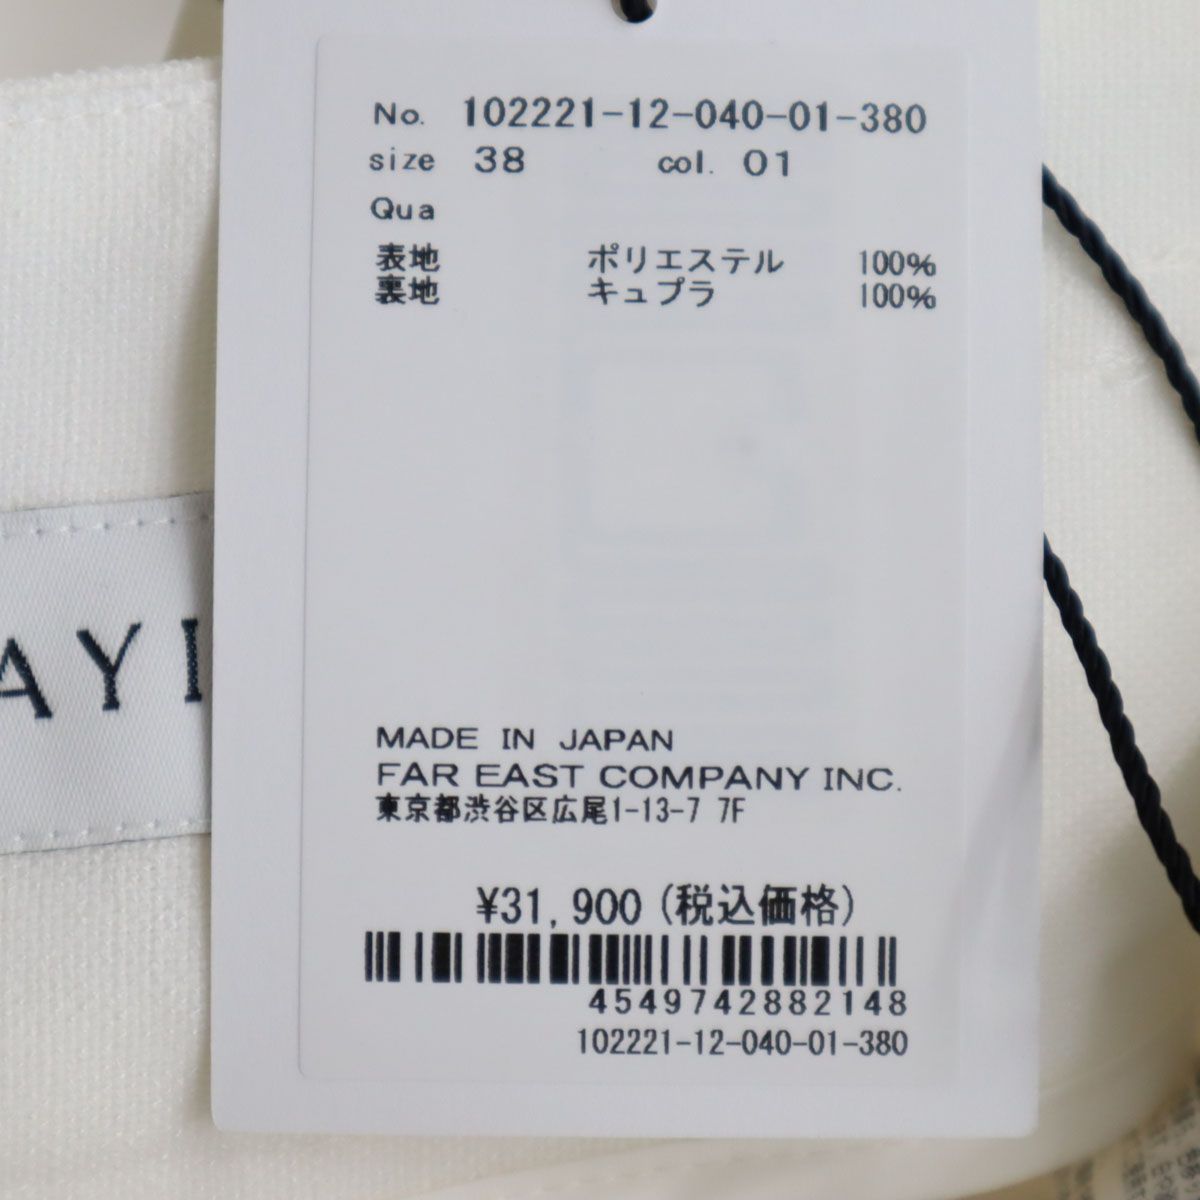 No. 102221-12-040-01-380
size 38 col. 01
Qua
表地 ポリエステル 100%
裏地 キュプラ 100%
AYI
MADE IN JAPAN
FAR EAST COMPANY INC.
東京都渋谷区広尾1-13-7 7F
¥31,900(税込価格)
4549742882148
102221-12-040-01-380